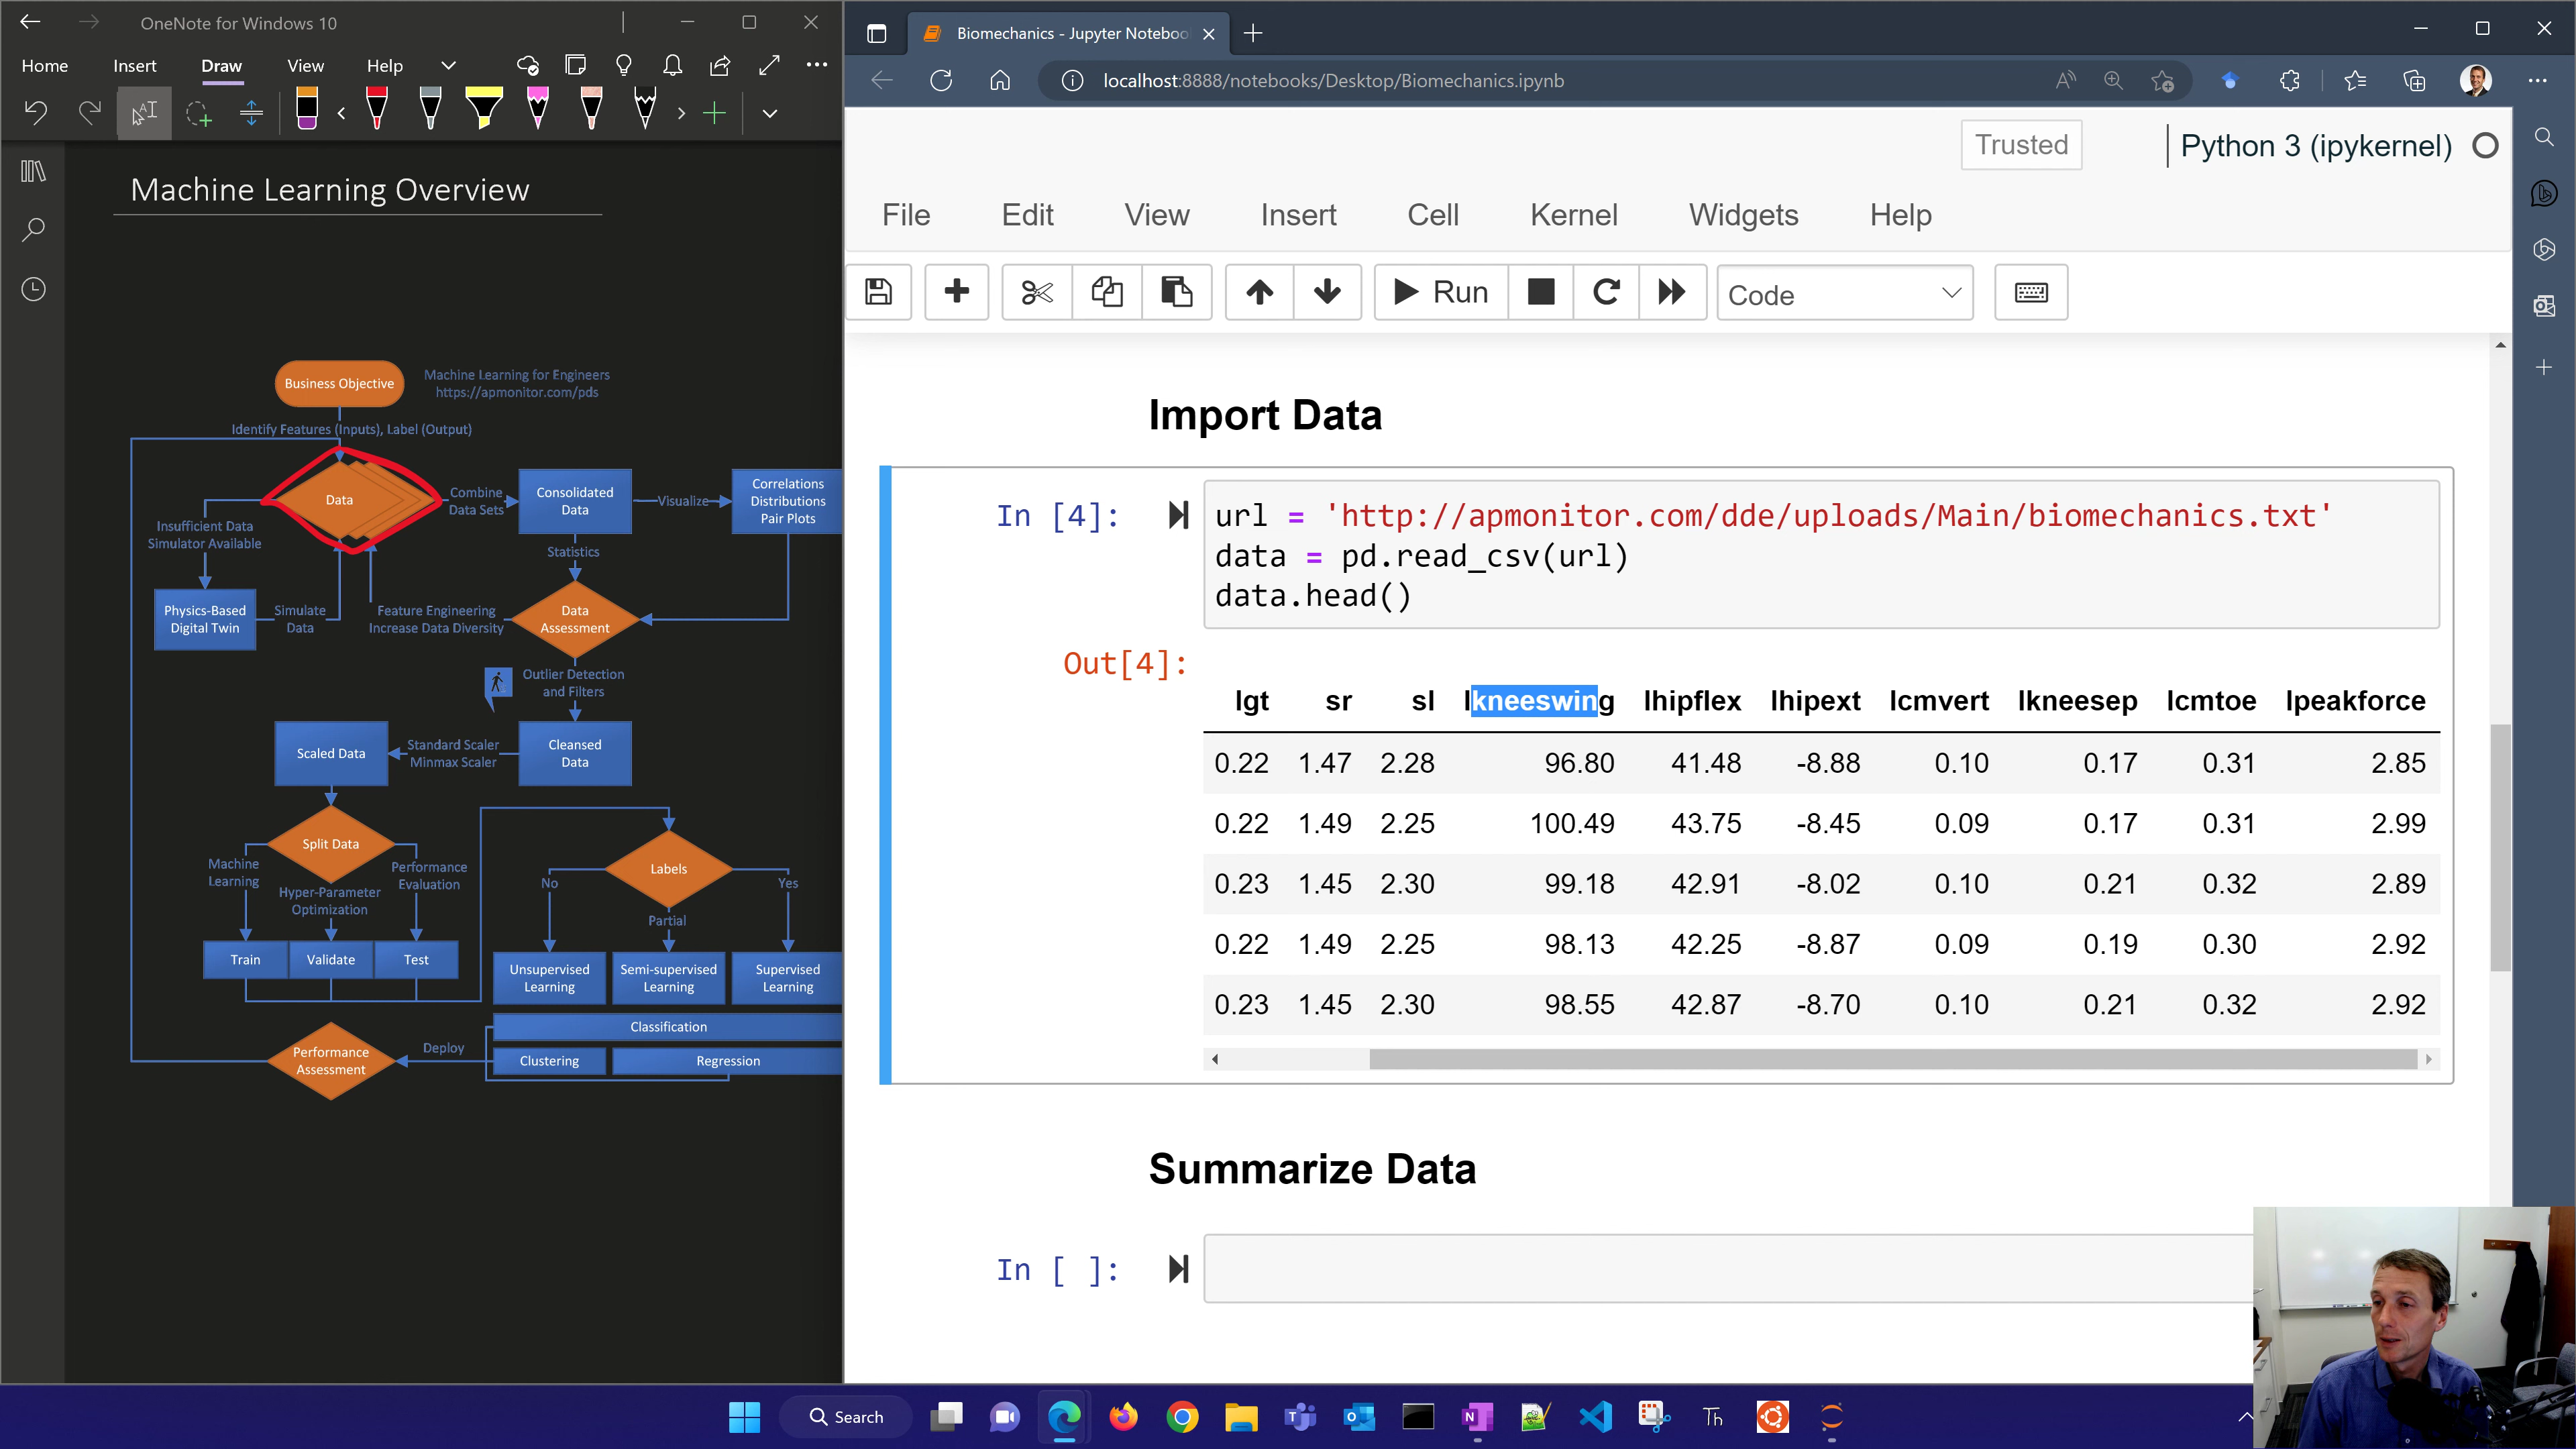 OneNote for Windows 10
Home Insert Draw View Help
Machine Learning Overview
Business Objective
Machine Learning for Engineers
https://apmonitor.com/pds
Identify Features (Inputs), Label (Output)
Data
Combine
Data Sets
Consolidated
Data
Visualize
Correlations
Distributions
Pair Plots
Insufficient Data
Simulator Available
Statistics
Physics-Based
Digital Twin
Simulate
Data
Feature Engineering
Increase Data Diversity
Data
Assessment
Outlier Detection
and Filters
Scaled Data
Standard Scaler
Minmax Scaler
Cleansed
Data
Split Data
Machine
Learning
Hyper-Parameter
Optimization
Performance
Evaluation
Labels
No
Partial
Yes
Train
Validate
Test
Unsupervised
Learning
Semi-supervised
Learning
Supervised
Learning
Classification
Clustering
Regression
Deploy
Performance
Assessment
Biomechanics - Jupyter Noteboo
localhost:8888/notebooks/Desktop/Biomechanics.ipynb
Trusted
Python 3 (ipykernel)
File Edit View Insert Cell Kernel Widgets Help
Run
Code
Import Data
In [4]:
url = 'http://apmonitor.com/dde/uploads/Main/biomechanics.txt'
data = pd.read_csv(url)
data.head()
Out[4]:
lgt sr sl lkneeswing lhipflex lhipext lcmvert lkneesep lcmtoe lpeakforce
0.22 1.47 2.28 96.80 41.48 -8.88 0.10 0.17 0.31 2.85
0.22 1.49 2.25 100.49 43.75 -8.45 0.09 0.17 0.31 2.99
0.23 1.45 2.30 99.18 42.91 -8.02 0.10 0.21 0.32 2.89
0.22 1.49 2.25 98.13 42.25 -8.87 0.09 0.19 0.30 2.92
0.23 1.45 2.30 98.55 42.87 -8.70 0.10 0.21 0.32 2.92
Summarize Data
In [ ]:
Search
Th